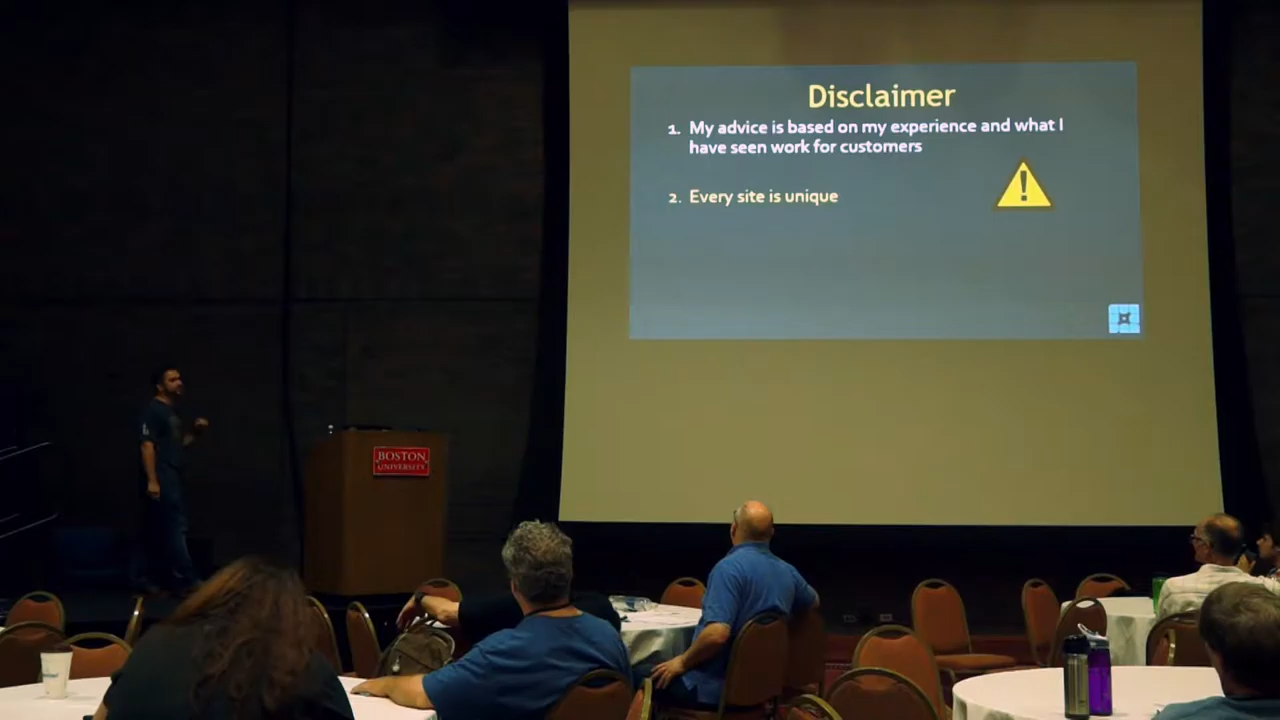 Disclaimer
1. My advice is based on my experience and what I
have seen work for customers
2. Every site is unique
BOSTON
UNIVERSITY